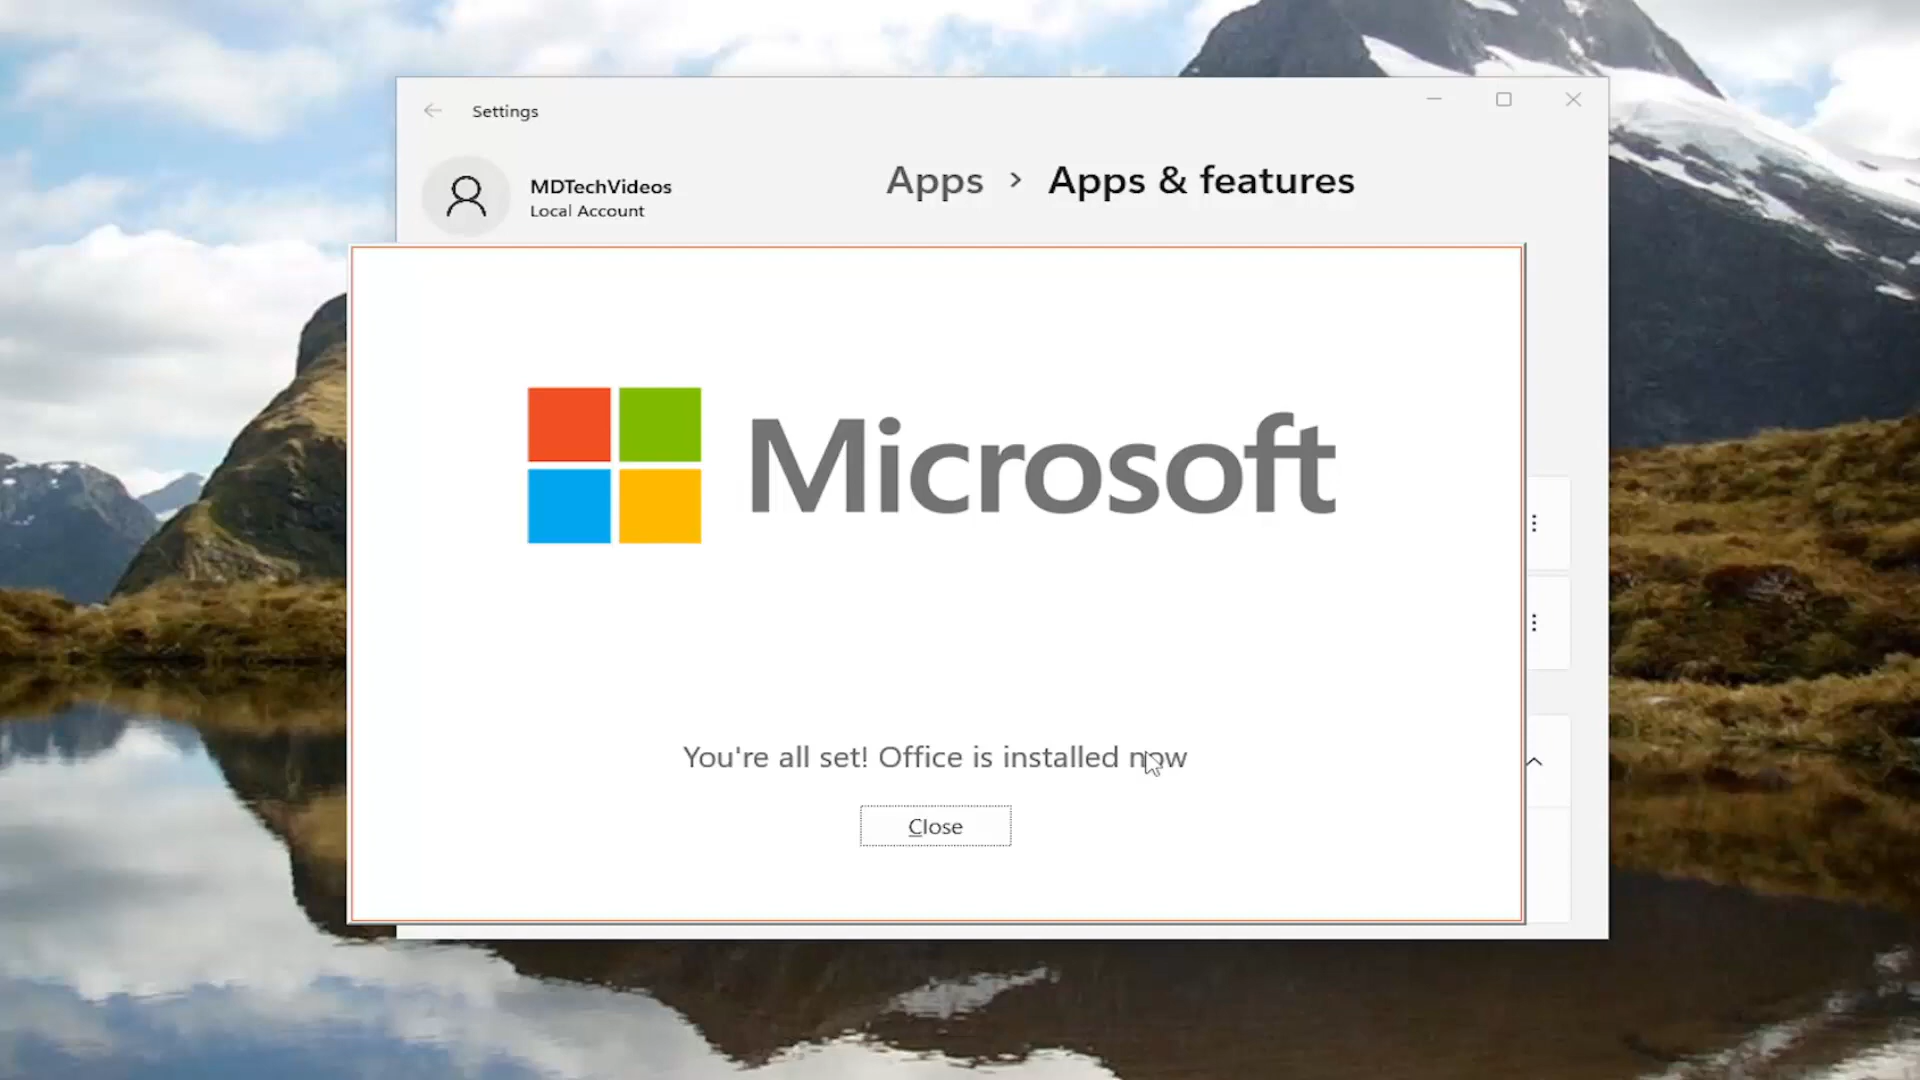 Settings
MDTechVideos
Local Account
Apps > Apps & features
Microsoft
You're all set! Office is installed now
Close